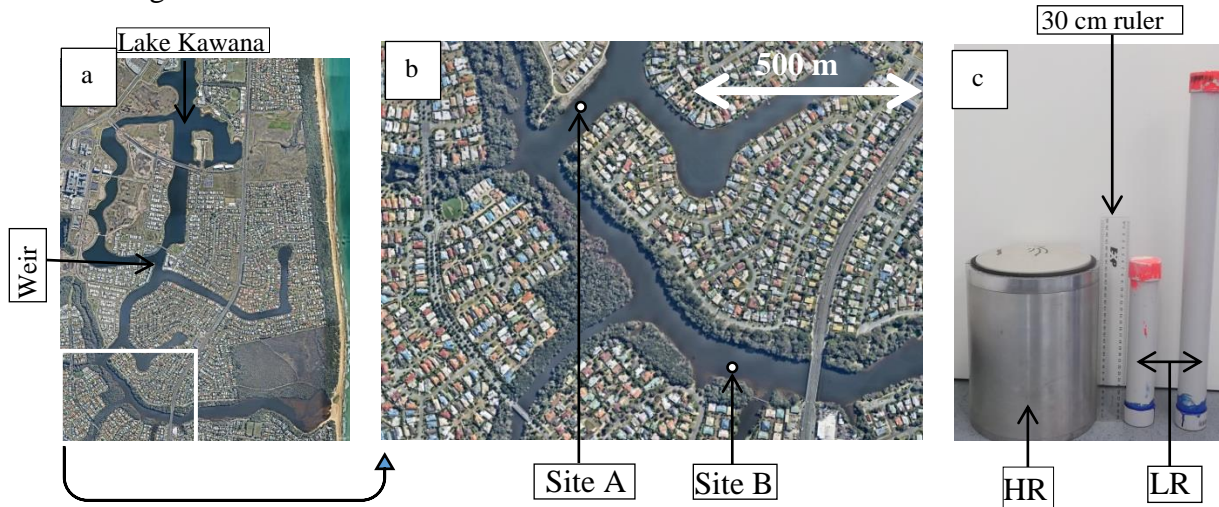 30 cm ruler
Lake Kawana
a
b
500 m
c
Weir
Site A
Site B
HR
LR